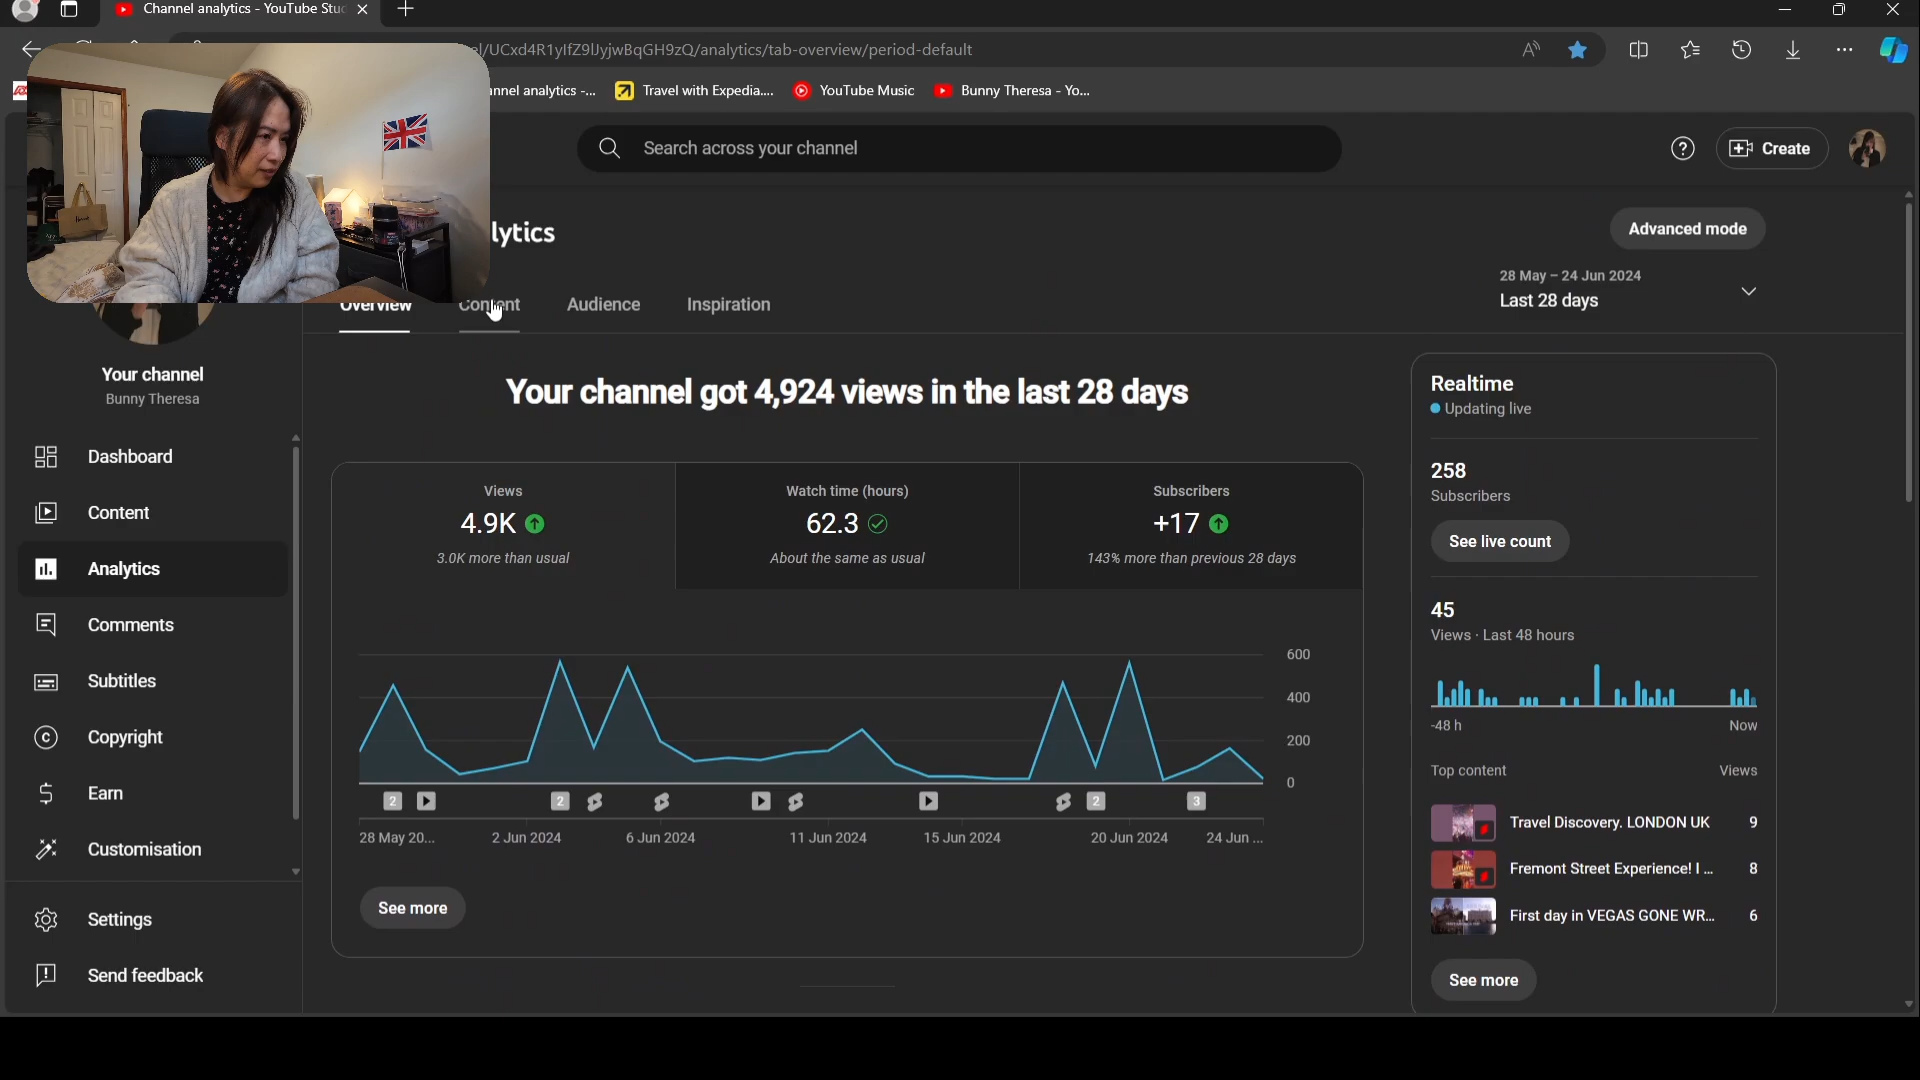 Channel analytics - YouTube Stu
el/UCxd4R1yIfZ9lJyjwBqGH9zQ/analytics/tab-overview/period-default
annel analytics -...
Travel with Expedia....
YouTube Music
Bunny Theresa - Yo...
Search across your channel
Create
lytics
Advanced mode
28 May – 24 Jun 2024
Last 28 days
Overview
Content
Audience
Inspiration
Your channel
Bunny Theresa
Dashboard
Content
Analytics
Comments
Subtitles
Copyright
Earn
Customisation
Settings
Send feedback
Your channel got 4,924 views in the last 28 days
Views
4.9K
3.0K more than usual
Watch time (hours)
62.3
About the same as usual
Subscribers
+17
143% more than previous 28 days
600
400
200
0
2
2
2
3
28 May 20...
2 Jun 2024
6 Jun 2024
11 Jun 2024
15 Jun 2024
20 Jun 2024
24 Jun ...
See more
Realtime
Updating live
258
Subscribers
See live count
45
Views · Last 48 hours
-48 h
Now
Top content
Views
Travel Discovery. LONDON UK
9
Fremont Street Experience! I ...
8
First day in VEGAS GONE WR...
6
See more